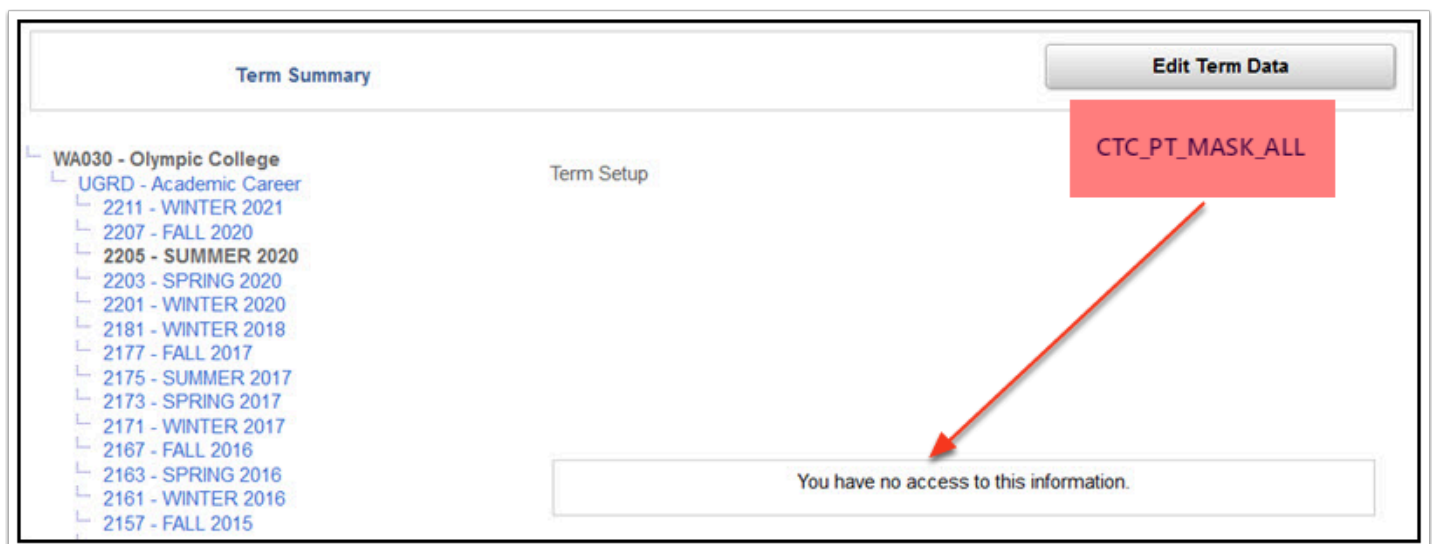 Term Summary
Edit Term Data
CTC_PT_MASK_ALL
WA030 - Olympic College
UGRD - Academic Career
2211 - WINTER 2021
2207 - FALL 2020
2205 - SUMMER 2020
2203 - SPRING 2020
2201 - WINTER 2020
2181 - WINTER 2018
2177 - FALL 2017
2175 - SUMMER 2017
2173 - SPRING 2017
2171 - WINTER 2017
2167 - FALL 2016
2163 - SPRING 2016
2161 - WINTER 2016
2157 - FALL 2015
Term Setup
You have no access to this information.